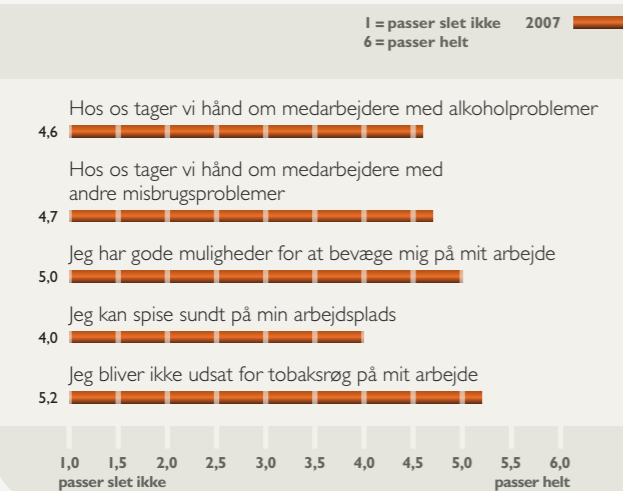 1 = passer slet ikke 2007
6 = passer helt
Hos os tager vi hånd om medarbejdere med alkoholproblemer
4,6
Hos os tager vi hånd om medarbejdere med
andre misbrugsproblemer
4,7
Jeg har gode muligheder for at bevæge mig på mit arbejde
5,0
Jeg kan spise sundt på min arbejdsplads
4,0
Jeg bliver ikke udsat for tobaksrøg på mit arbejde
5,2
1,0 1,5 2,0 2,5 3,0 3,5 4,0 4,5 5,0 5,5 6,0
passer slet ikke passer helt